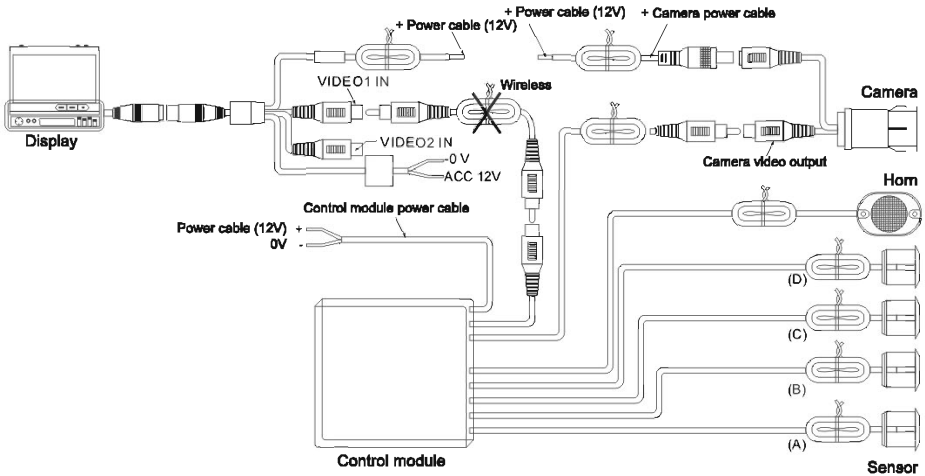 + Power cable (12V)
+ Power cable (12V)
+ Camera power cable
VIDEO1 IN
Wireless
Camera
Display
VIDEO2 IN
-0 V
ACC 12V
Camera video output
Horn
Control module power cable
Power cable (12V) +
0V -
(D)
(C)
(B)
(A)
Control module
Sensor